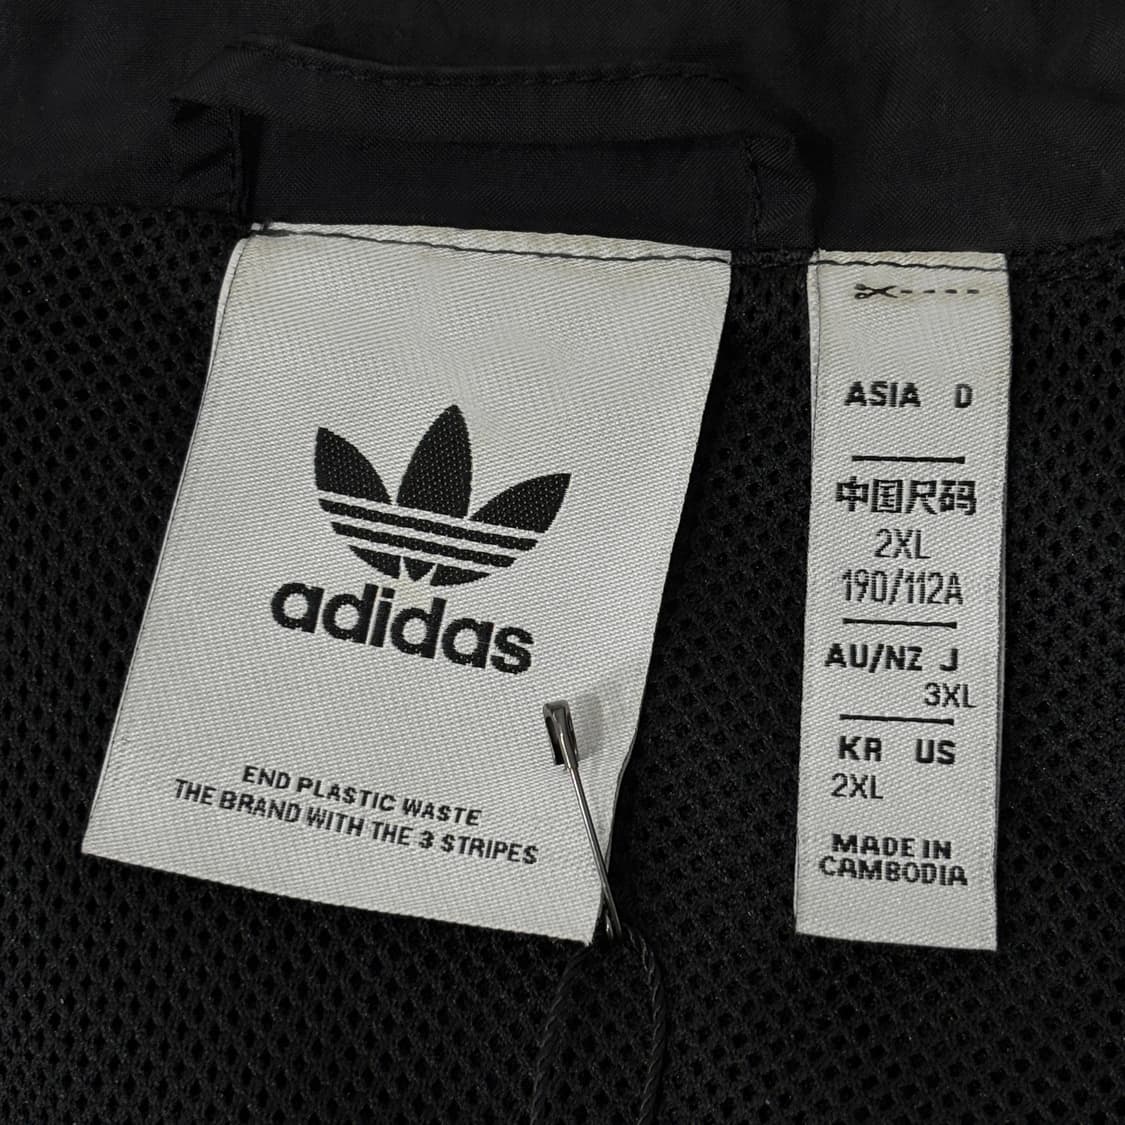 adidas
END PLASTIC WASTE
THE BRAND WITH THE 3 STRIPES
ASIA D
中国尺码
2XL
190/112A
AU/NZ J
3XL
KR US
2XL
MADE IN
CAMBODIA